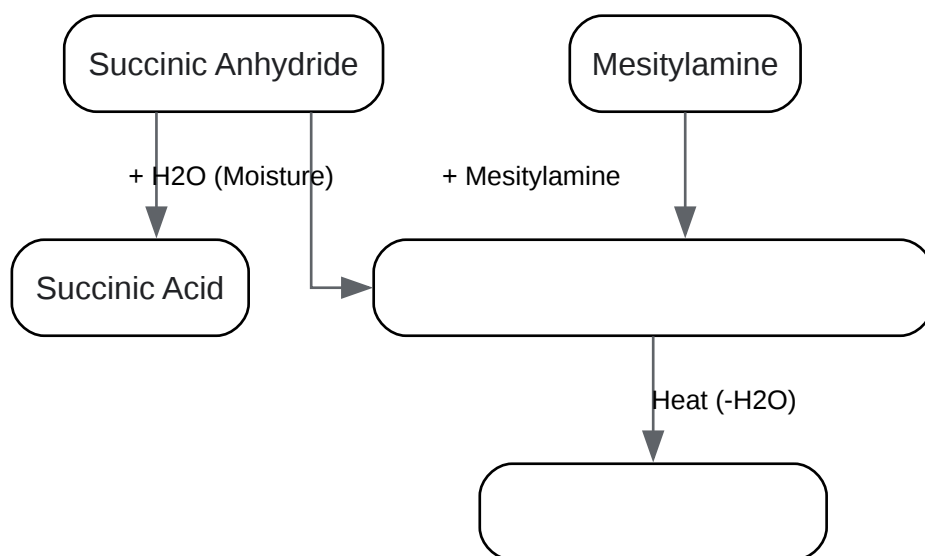 Succinic Anhydride
Mesitylamine
+ H2O (Moisture)
+ Mesitylamine
Succinic Acid
Heat (-H2O)